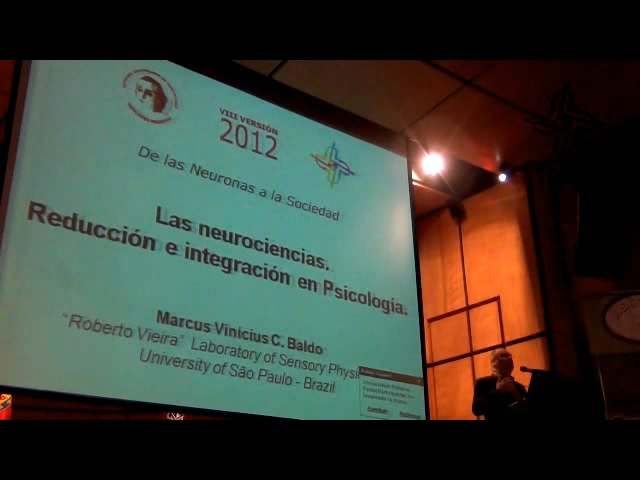 VIII VERSIÓN
2012
De las Neuronas a la Sociedad
Las neurociencias.
Reducción e integración en Psicología.
Marcus Vinícius C. Baldo
"Roberto Vieira" Laboratory of Sensory Physi
University of São Paulo - Brazil